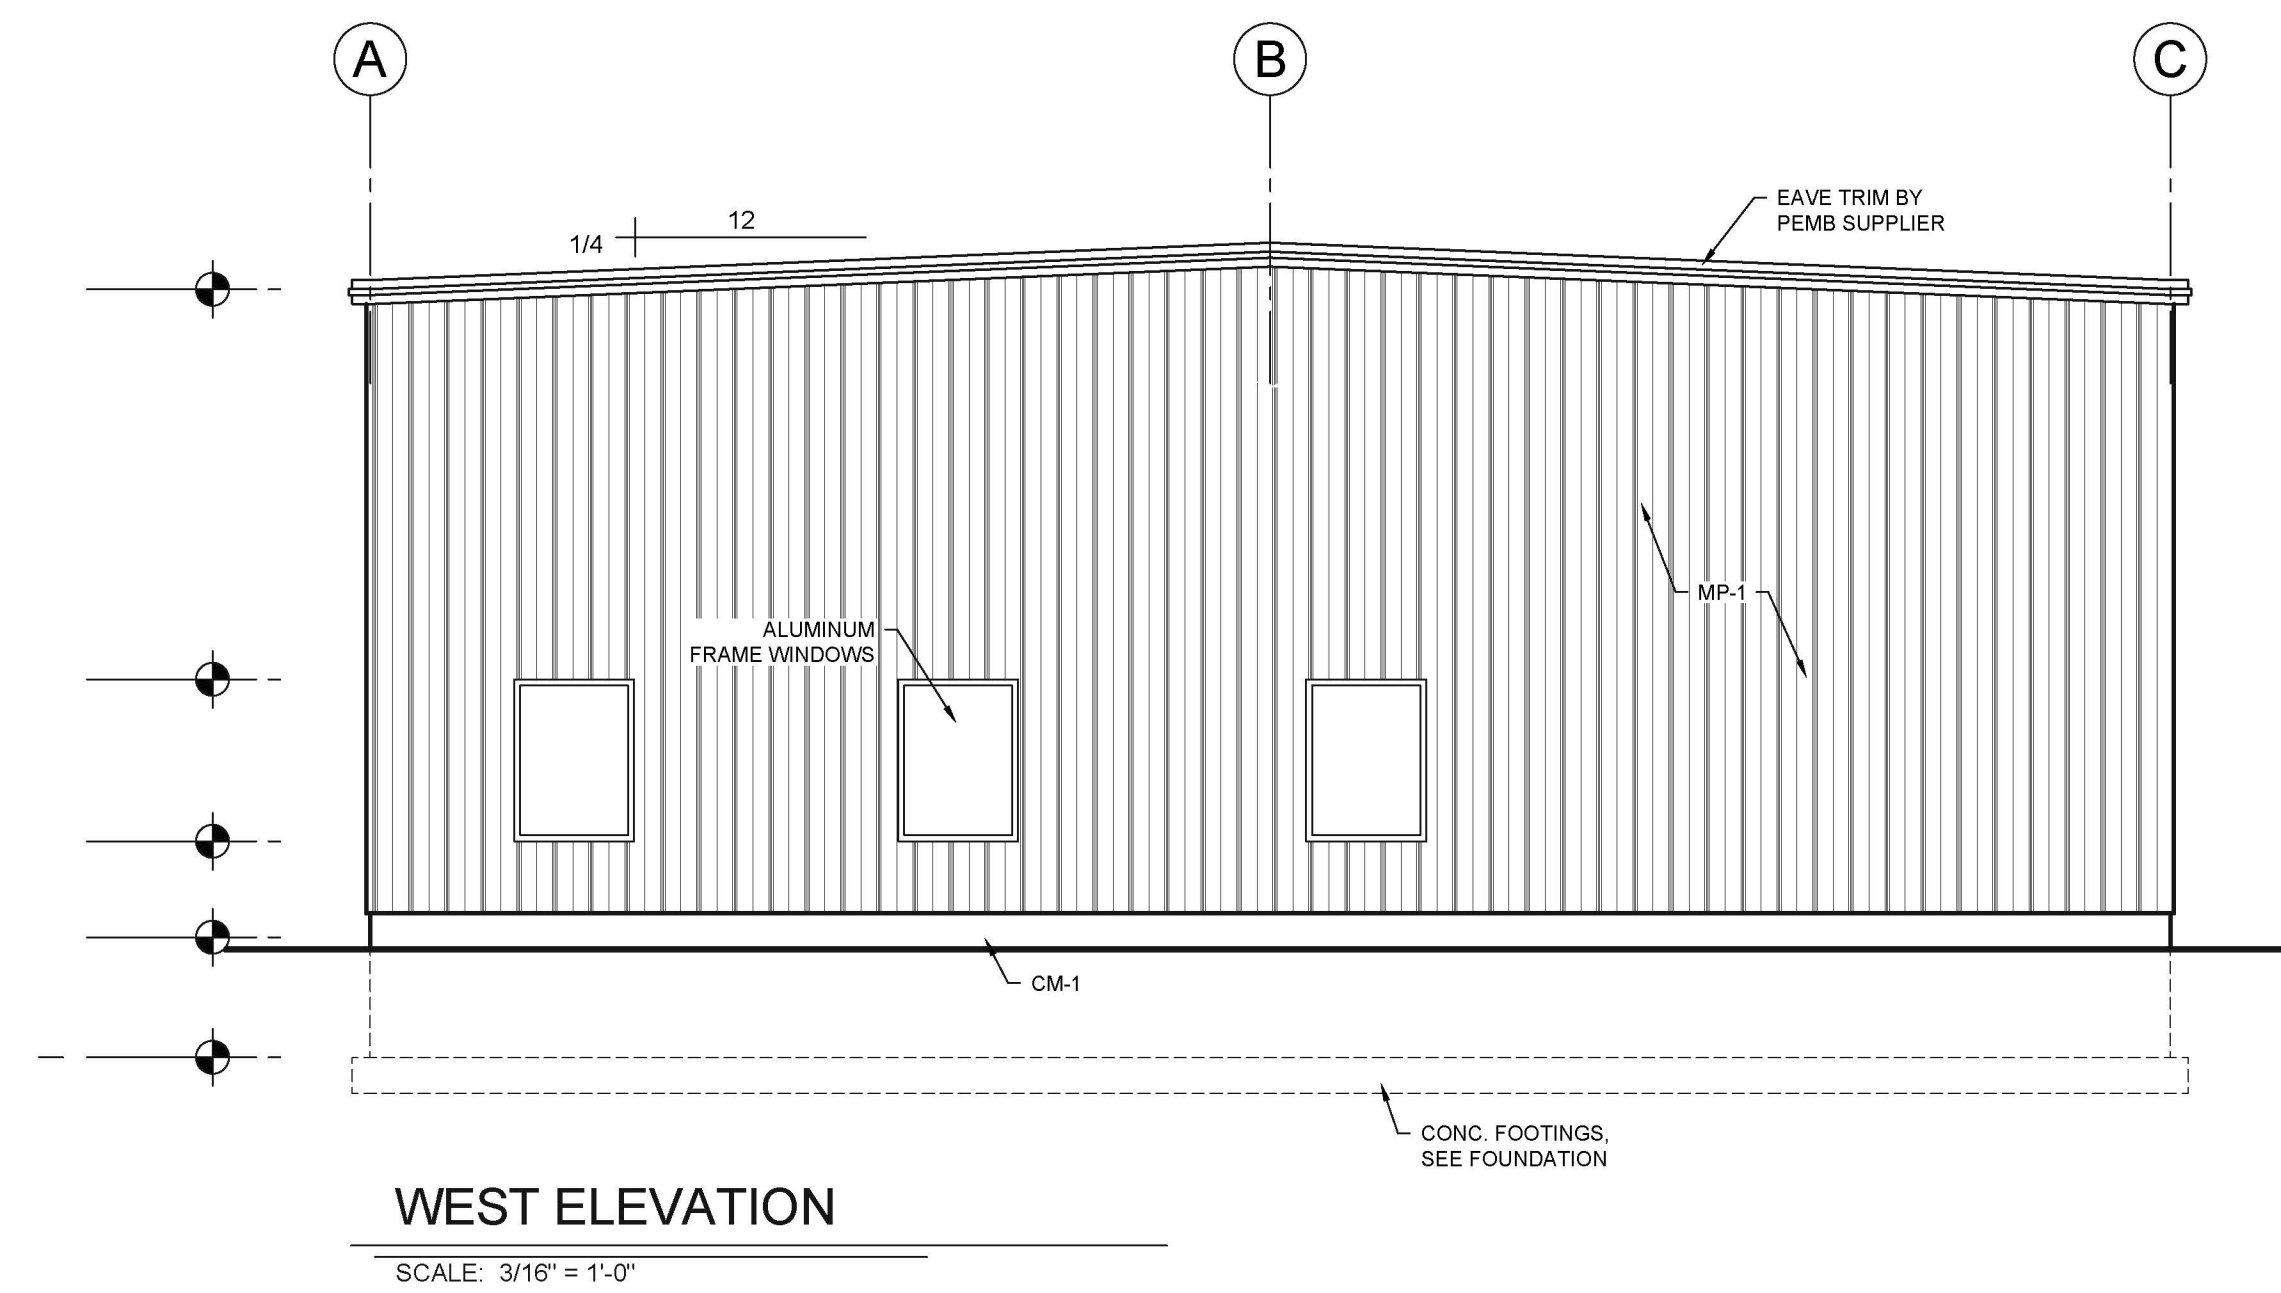 A
B
C
12
1/4
EAVE TRIM BY
PEMB SUPPLIER
MP-1
ALUMINUM
FRAME WINDOWS
CM-1
CONC. FOOTINGS,
SEE FOUNDATION
WEST ELEVATION
SCALE: 3/16" = 1'-0"